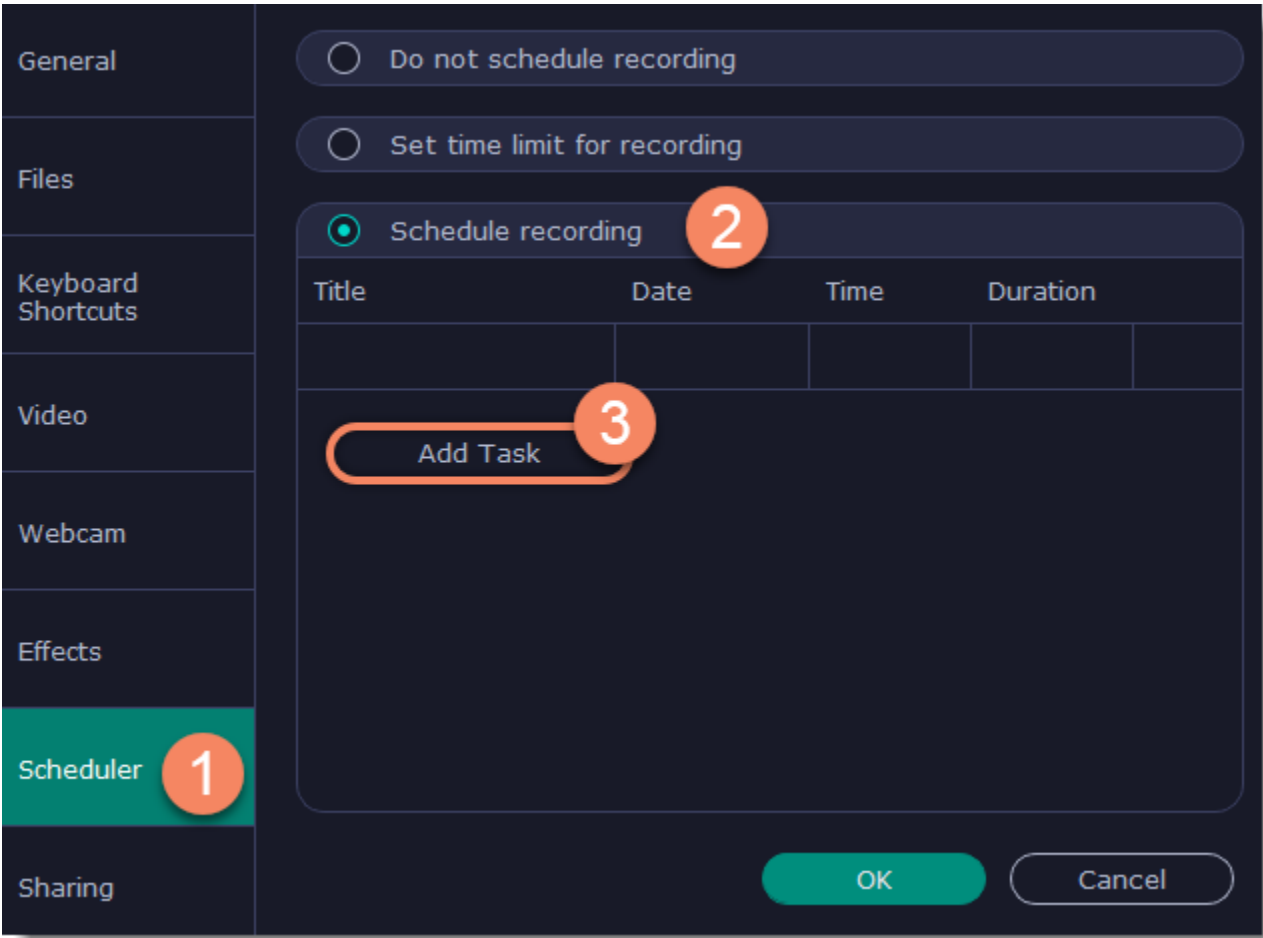 General
Files
Keyboard
Shortcuts
Video
Webcam
Effects
Scheduler 1
Sharing
Do not schedule recording
Set time limit for recording
Schedule recording 2
Title Date Time Duration
3
Add Task
OK Cancel